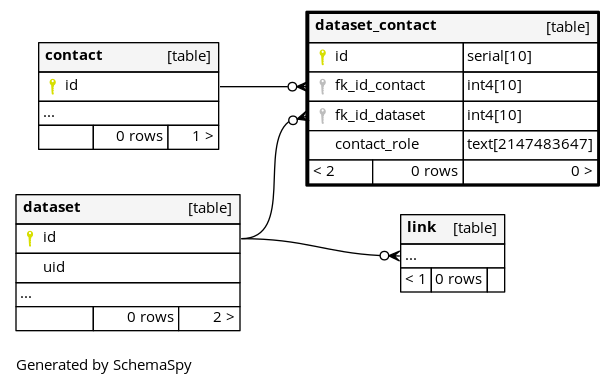 contact [table]
id
...
0 rows 1 >
dataset_contact [table]
id serial[10]
fk_id_contact int4[10]
fk_id_dataset int4[10]
contact_role text[2147483647]
< 2 0 rows 0 >
dataset [table]
id
uid
...
0 rows 2 >
link [table]
...
< 1 0 rows
Generated by SchemaSpy